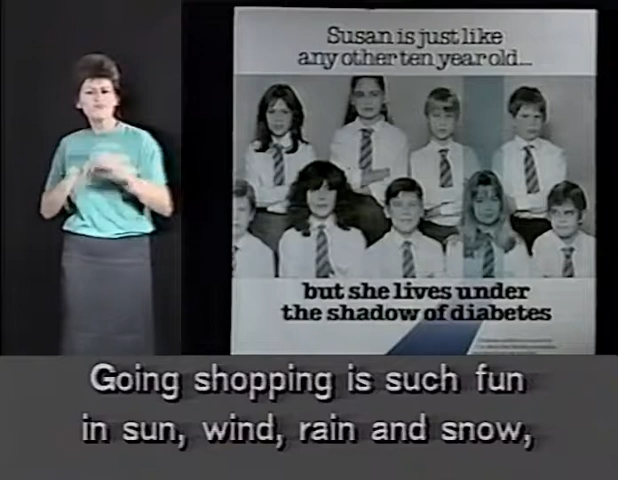 Susan is just like
any other ten year old...
but she lives under
the shadow of diabetes
Going shopping is such fun
in sun, wind, rain and snow,